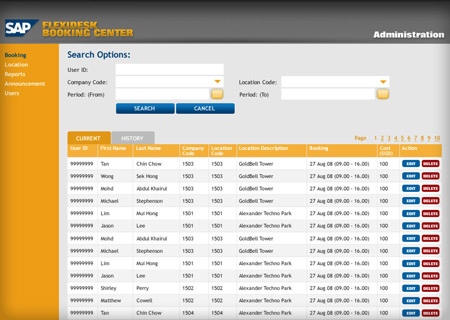 SAP FLEXIDESK BOOKING CENTER
Administration
Booking
Location
Reports
Announcement
Users
Search Options:
User ID:
Company Code: Location Code:
Period: (From) Period: (To)
SEARCH CANCEL
CURRENT HISTORY Page 1 2 3 4 5 6 7 8 9 10
User ID First Name Last Name Company Code Location Code Location Description Booking Cost (SGD) Action
99999999 Tan Chin Chow 1503 1503 GoldBell Tower 27 Aug 08 (09.00 - 16.00) 100 EDIT DELETE
99999999 Wong Sek Hong 1503 1503 GoldBell Tower 27 Aug 08 (09.00 - 16.00) 100 EDIT DELETE
99999999 Mohd Abdul Khairul 1503 1503 GoldBell Tower 27 Aug 08 (09.00 - 16.00) 100 EDIT DELETE
99999999 Michael Stephenson 1503 1503 GoldBell Tower 27 Aug 08 (09.00 - 16.00) 100 EDIT DELETE
99999999 Lim Mui Hong 1501 1501 Alexander Techno Park 27 Aug 08 (09.00 - 16.00) 100 EDIT DELETE
99999999 Jason Lee 1501 1501 Alexander Techno Park 27 Aug 08 (09.00 - 16.00) 100 EDIT DELETE
99999999 Mohd Abdul Khairul 1503 1503 GoldBell Tower 27 Aug 08 (09.00 - 16.00) 100 EDIT DELETE
99999999 Michael Stephenson 1503 1503 GoldBell Tower 27 Aug 08 (09.00 - 16.00) 100 EDIT DELETE
99999999 Lim Mui Hong 1501 1501 Alexander Techno Park 27 Aug 08 (09.00 - 16.00) 100 EDIT DELETE
99999999 Jason Lee 1501 1501 Alexander Techno Park 27 Aug 08 (09.00 - 16.00) 100 EDIT DELETE
99999999 Shirley Perry 1502 1502 Alexander Techno Park 27 Aug 08 (09.00 - 16.00) 100 EDIT DELETE
99999999 Matthew Cowell 1502 1502 Alexander Techno Park 27 Aug 08 (09.00 - 16.00) 100 EDIT DELETE
99999999 Tan Chin Chow 1504 1504 Alexander Techno Park 27 Aug 08 (09.00 - 16.00) 100 EDIT DELETE